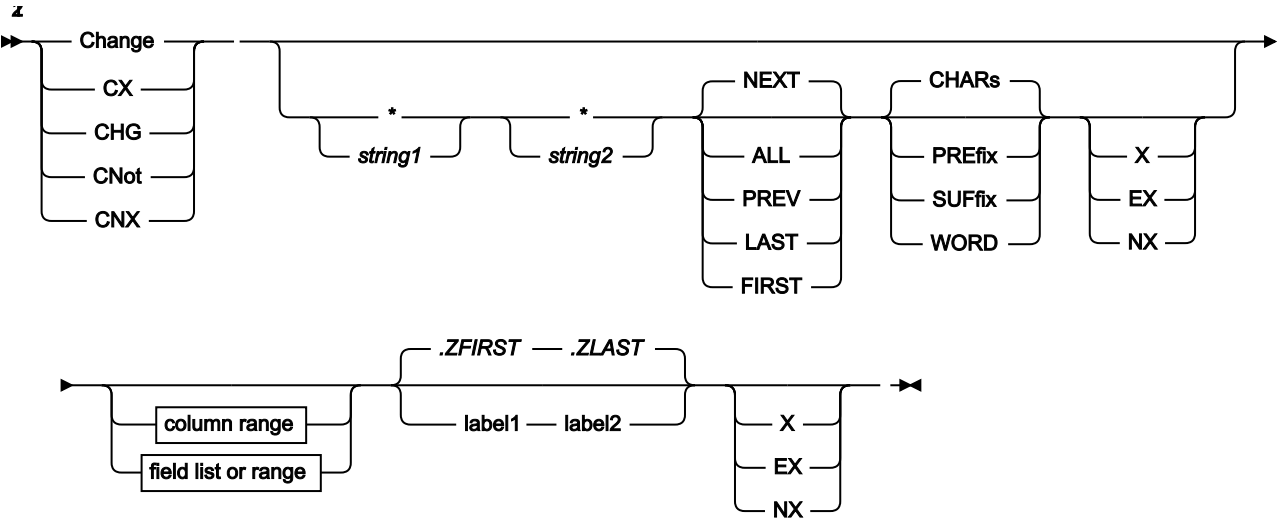 Change
CX
CHG
CNot
CNX
* *
string1 string2
NEXT
ALL
PREV
LAST
FIRST
CHARs
PREfix
SUFfix
WORD
X
EX
NX
column range
field list or range
.ZFIRST .ZLAST
label1 label2
X
EX
NX